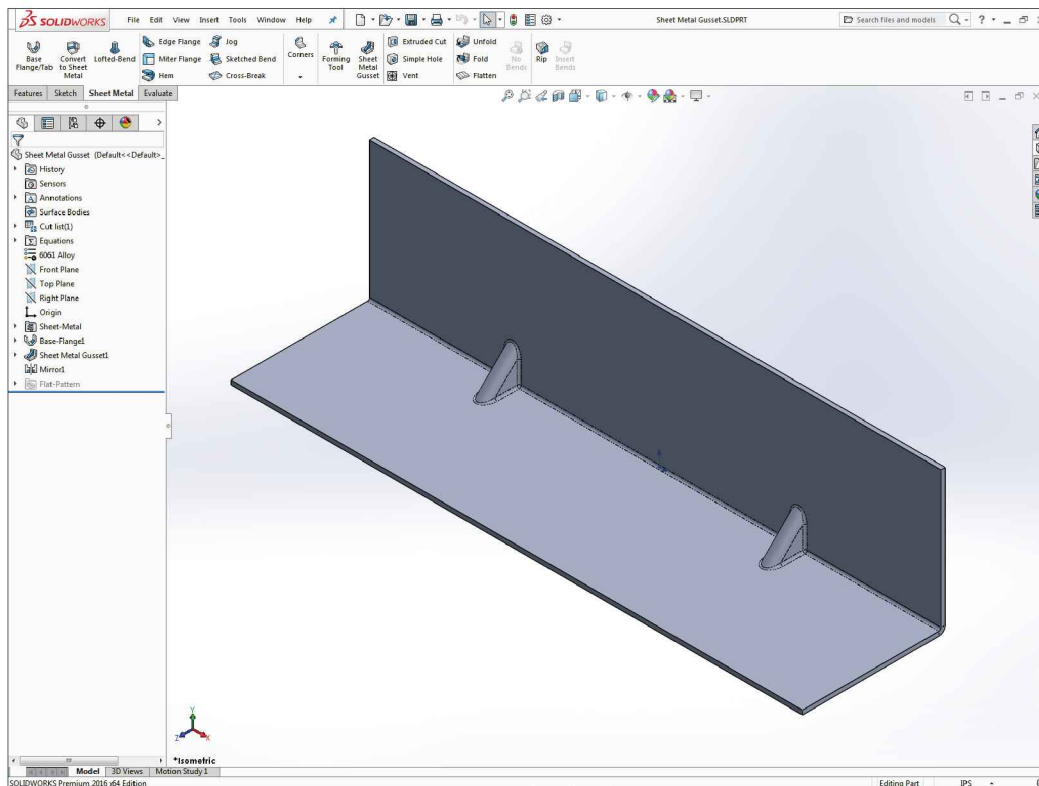 SOLIDWORKS File Edit View Insert Tools Window Help Sheet Metal Gusset.SLDPRT Search files and models
Base Flange/Tab
Convert to Sheet Metal
Lofted-Bend
Edge Flange
Miter Flange
Hem
Jog
Sketched Bend
Cross-Break
Corners
Forming Tool
Sheet Metal Gusset
Extruded Cut
Simple Hole
Vent
Unfold
Fold
Flatten
No Bends
Rip
Insert Bends
Features Sketch Sheet Metal Evaluate
Sheet Metal Gusset (Default<<Default>_
History
Sensors
Annotations
Surface Bodies
Cut list(1)
Equations
6061 Alloy
Front Plane
Top Plane
Right Plane
Origin
Sheet-Metal
Base-Flange1
Sheet Metal Gusset1
Mirror1
Flat-Pattern
Y
Z X
*Isometric
Model 3D Views Motion Study 1
SOLIDWORKS Premium 2016 x64 Edition Editing Part IPS